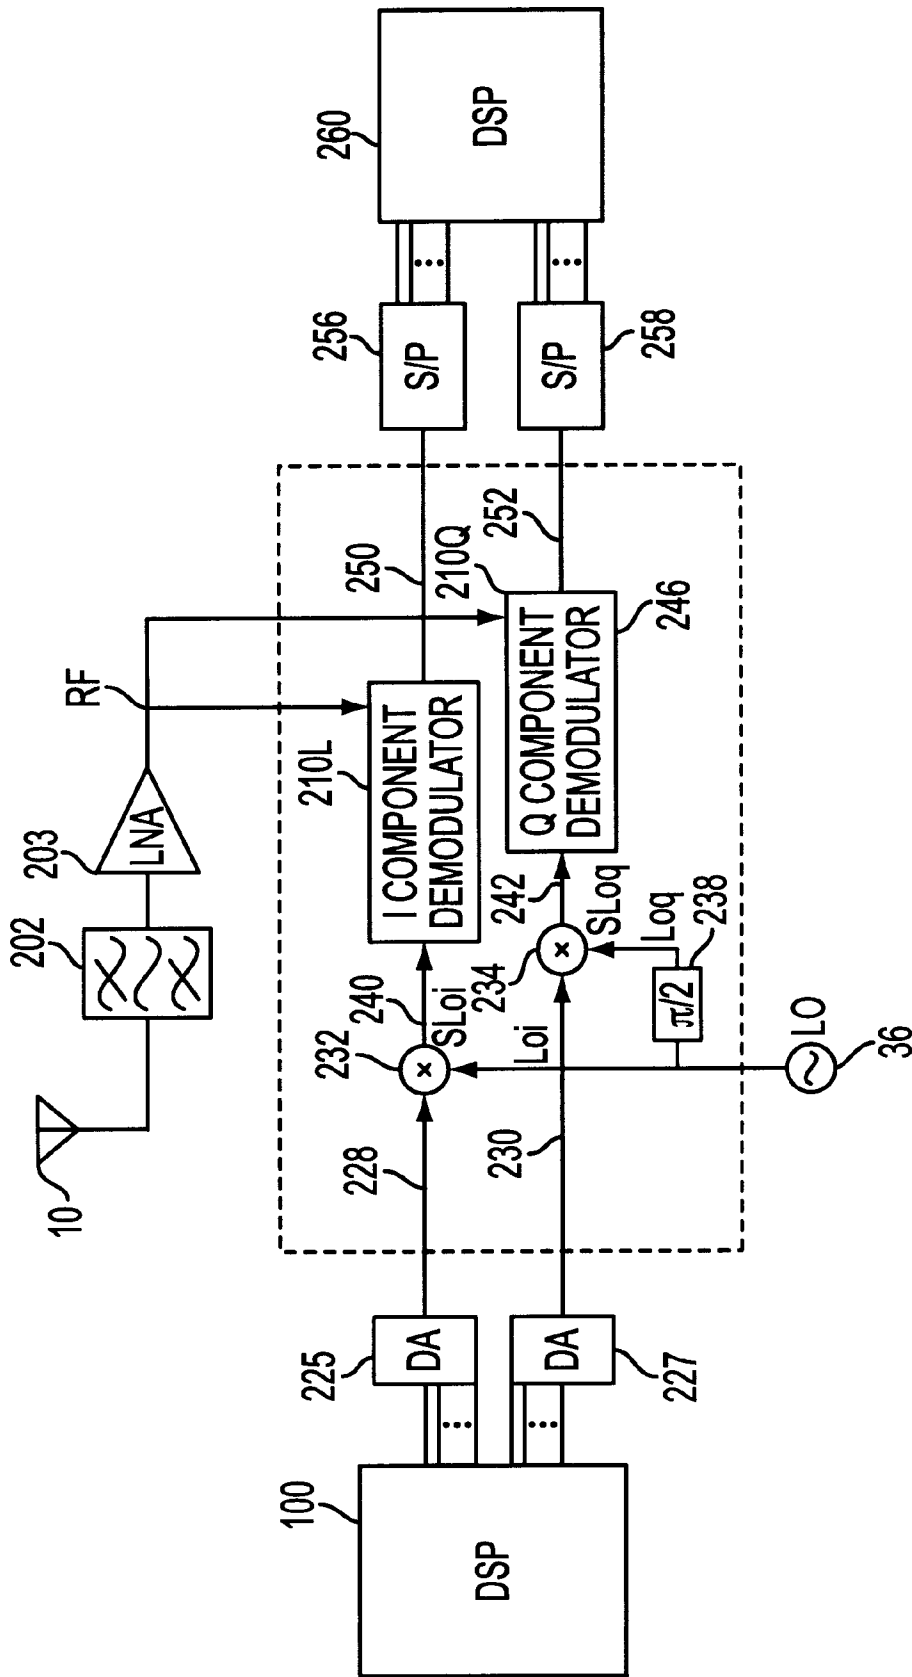 10
202
203
LNA
RF
210L
I COMPONENT
DEMODULATOR
250
256
S/P
260
DSP
100
DSP
225
DA
228
232
×
240
SLoi
Loi
227
DA
230
234
×
242
SLoq
Loq
π/2
238
210Q
Q COMPONENT
DEMODULATOR
246
252
S/P
258
LO
36